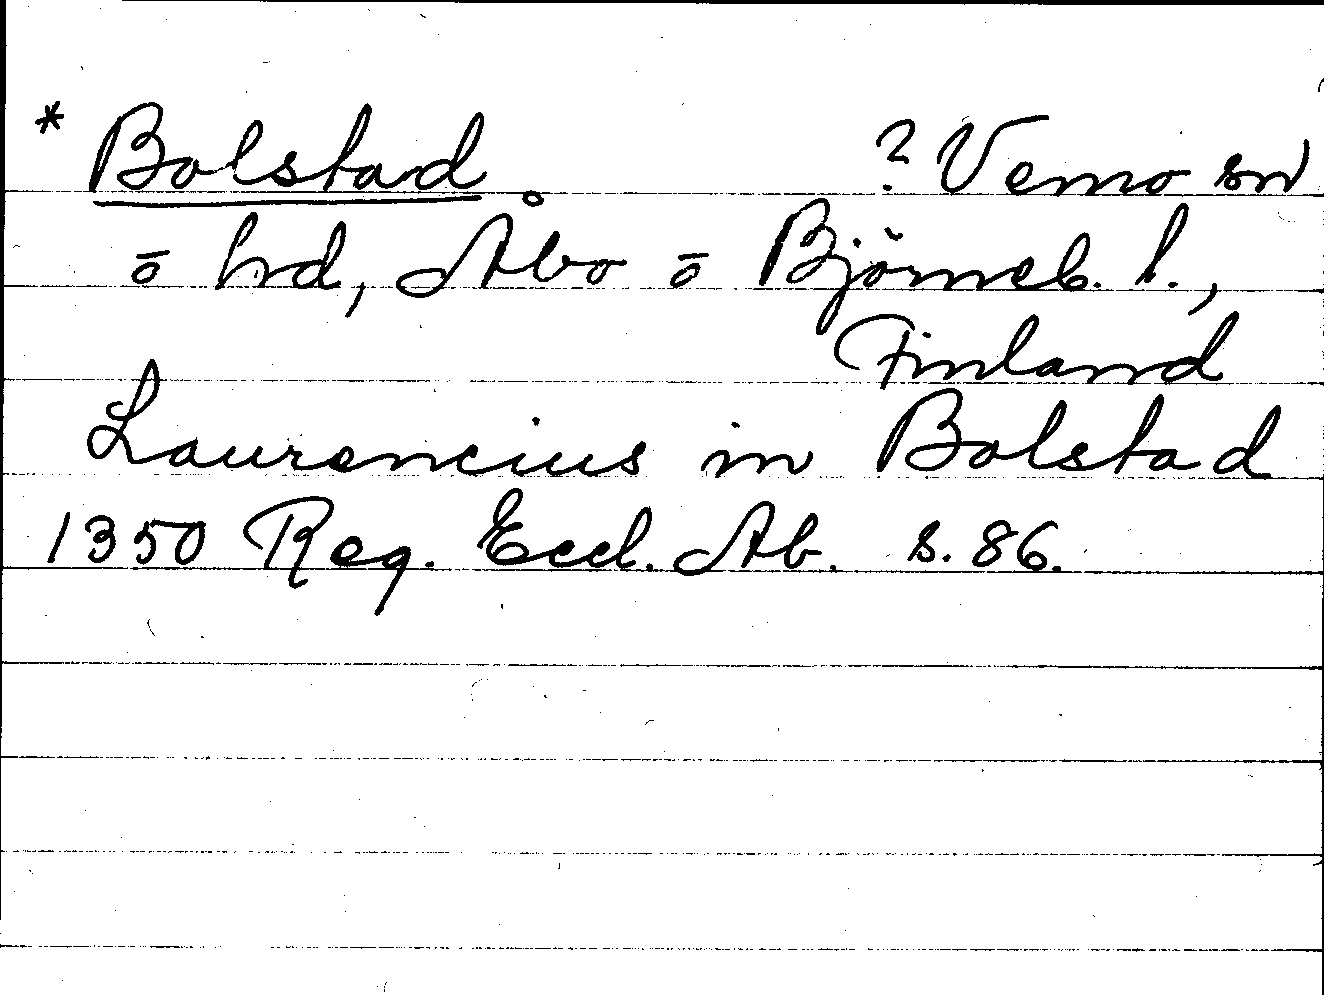 * Bolstad. ? Vemo sn
ō hd, Åbo ō Björneb. l.,
Finland
Laurencius in Bolstad
1350 Reg. Eccl. Ab. s. 86.